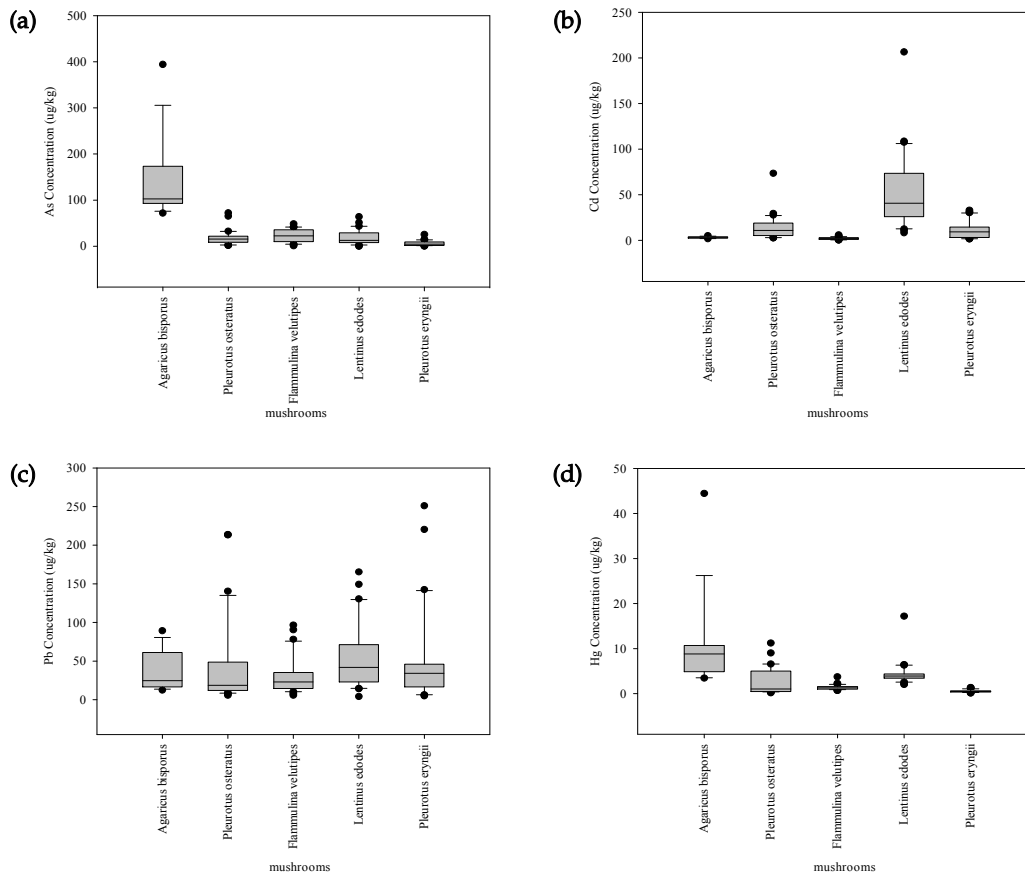 (a)
As Concentration (ug/kg)
500
400
300
200
100
0
Agaricus bisporus
Pleurotus osteratus
Flammulina velutipes
Lentinus edodes
Pleurotus eryngii
mushrooms
(b)
Cd Concentration (ug/kg)
250
200
150
100
50
0
Agaricus bisporus
Pleurotus osteratus
Flammulina velutipes
Lentinus edodes
Pleurotus eryngii
mushrooms
(c)
Pb Concentration (ug/kg)
300
250
200
150
100
50
0
Agaricus bisporus
Pleurotus osteratus
Flammulina velutipes
Lentinus edodes
Pleurotus eryngii
mushrooms
(d)
Hg Concentration (ug/kg)
50
40
30
20
10
0
Agaricus bisporus
Pleurotus osteratus
Flammulina velutipes
Lentinus edodes
Pleurotus eryngii
mushrooms